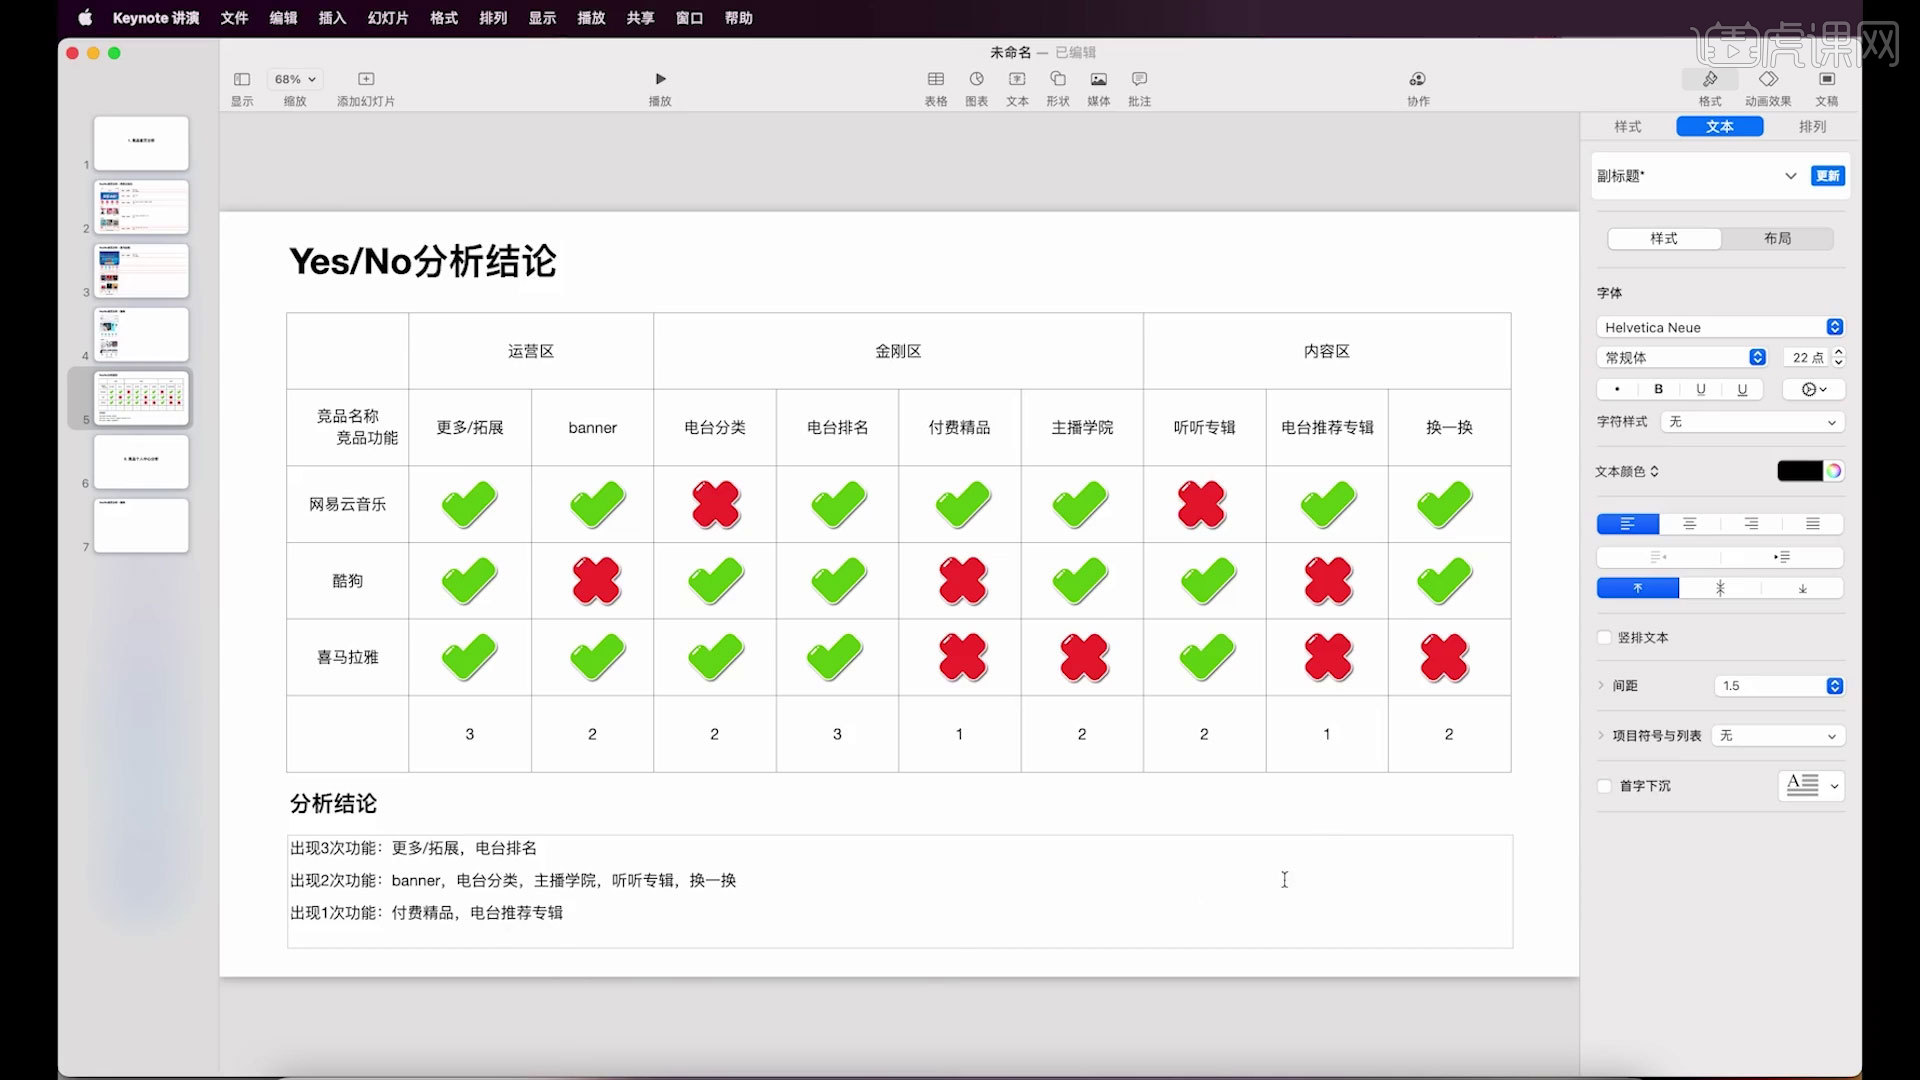 Keynote 讲演 文件 编辑 插入 幻灯片 格式 排列 显示 播放 共享 窗口 帮助
虎课网
未命名 — 已编辑
68%
显示 缩放 添加幻灯片 播放 表格 图表 文本 形状 媒体 批注 协作 格式 动画效果 文稿
样式 文本 排列
副标题* 更新
样式 布局
字体
Helvetica Neue
常规体 22 点
B U U
字符样式 无
文本颜色
竖排文本
间距 1.5
项目符号与列表 无
首字下沉
1
2
3
4
5
6
7
Yes/No分析结论
运营区 金刚区 内容区
竞品名称
竞品功能
更多/拓展 banner 电台分类 电台排名 付费精品 主播学院 听听专辑 电台推荐专辑 换一换
网易云音乐
酷狗
喜马拉雅
3 2 2 3 1 2 2 1 2
分析结论
出现3次功能：更多/拓展，电台排名
出现2次功能：banner，电台分类，主播学院，听听专辑，换一换
出现1次功能：付费精品，电台推荐专辑